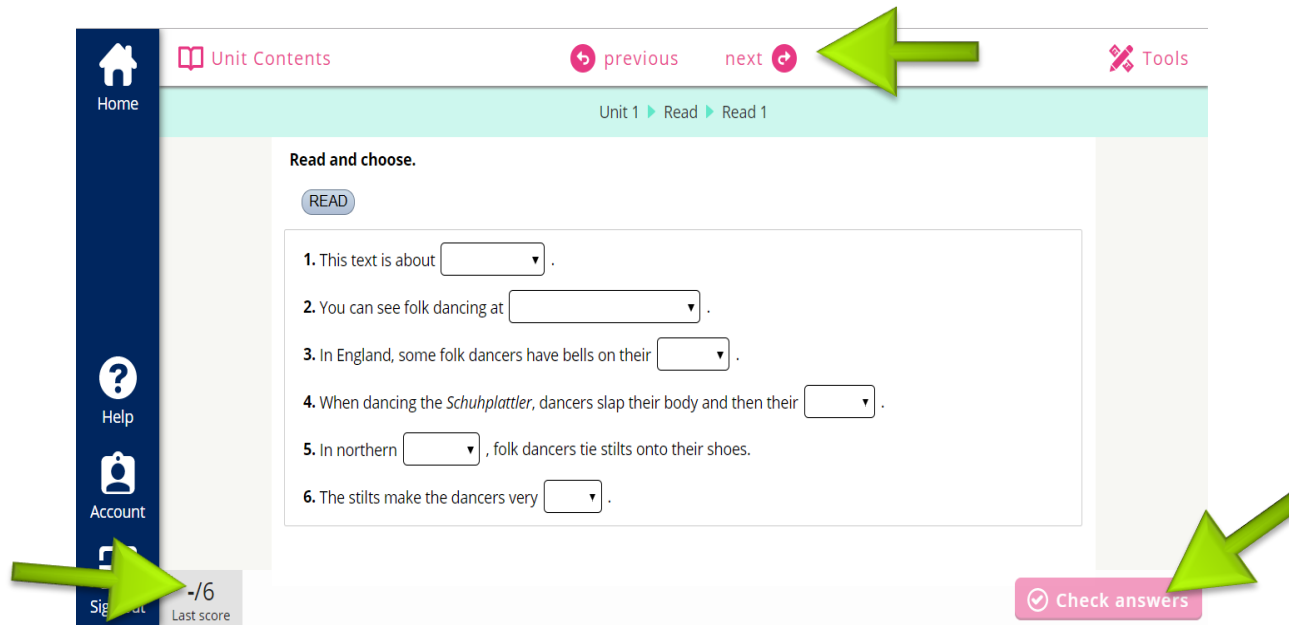 Unit Contents
previous
next
Tools
Home
Unit 1 Read Read 1
Read and choose.
READ
1. This text is about .
2. You can see folk dancing at .
3. In England, some folk dancers have bells on their .
4. When dancing the Schuhplattler, dancers slap their body and then their .
5. In northern , folk dancers tie stilts onto their shoes.
6. The stilts make the dancers very .
Help
Account
-/6
Last score
Check answers